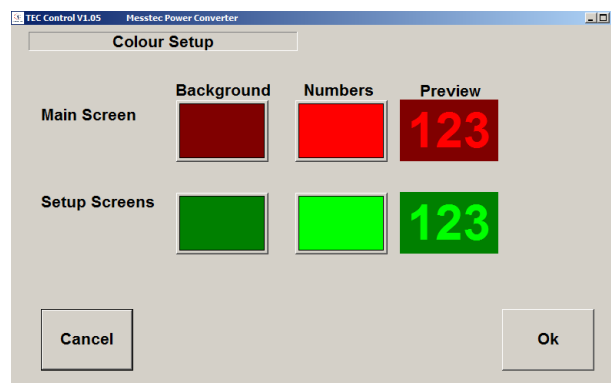 TEC Control V1.05 Messtec Power Converter
Colour Setup
Background Numbers Preview
Main Screen 123
Setup Screens 123
Cancel Ok